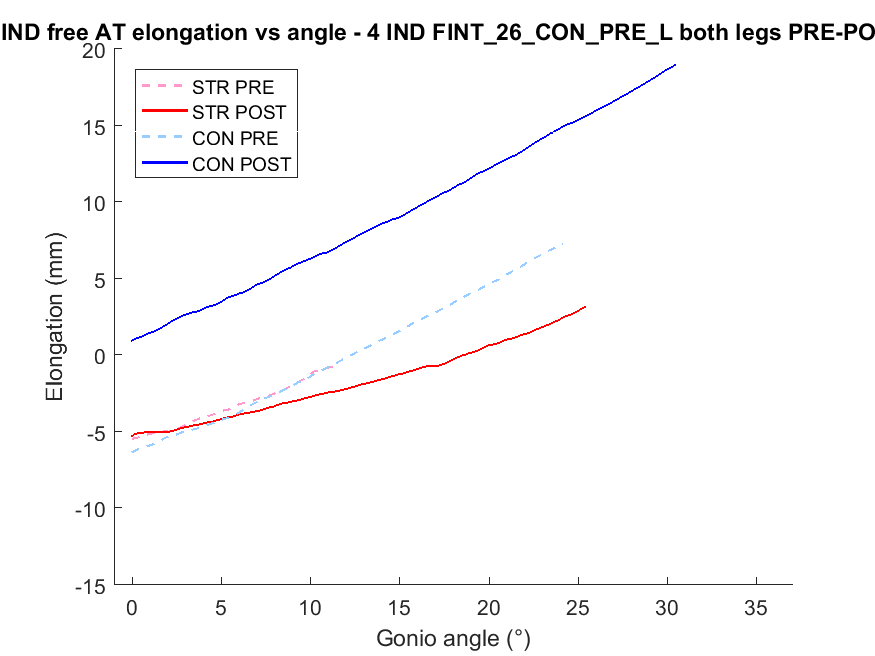 IND free AT elongation vs angle - 4 IND FINT_26_CON_PRE_L both legs PRE-PO
20
15
10
5
0
-5
-10
-15
Elongation (mm)
STR PRE
STR POST
CON PRE
CON POST
0 5 10 15 20 25 30 35
Gonio angle (°)